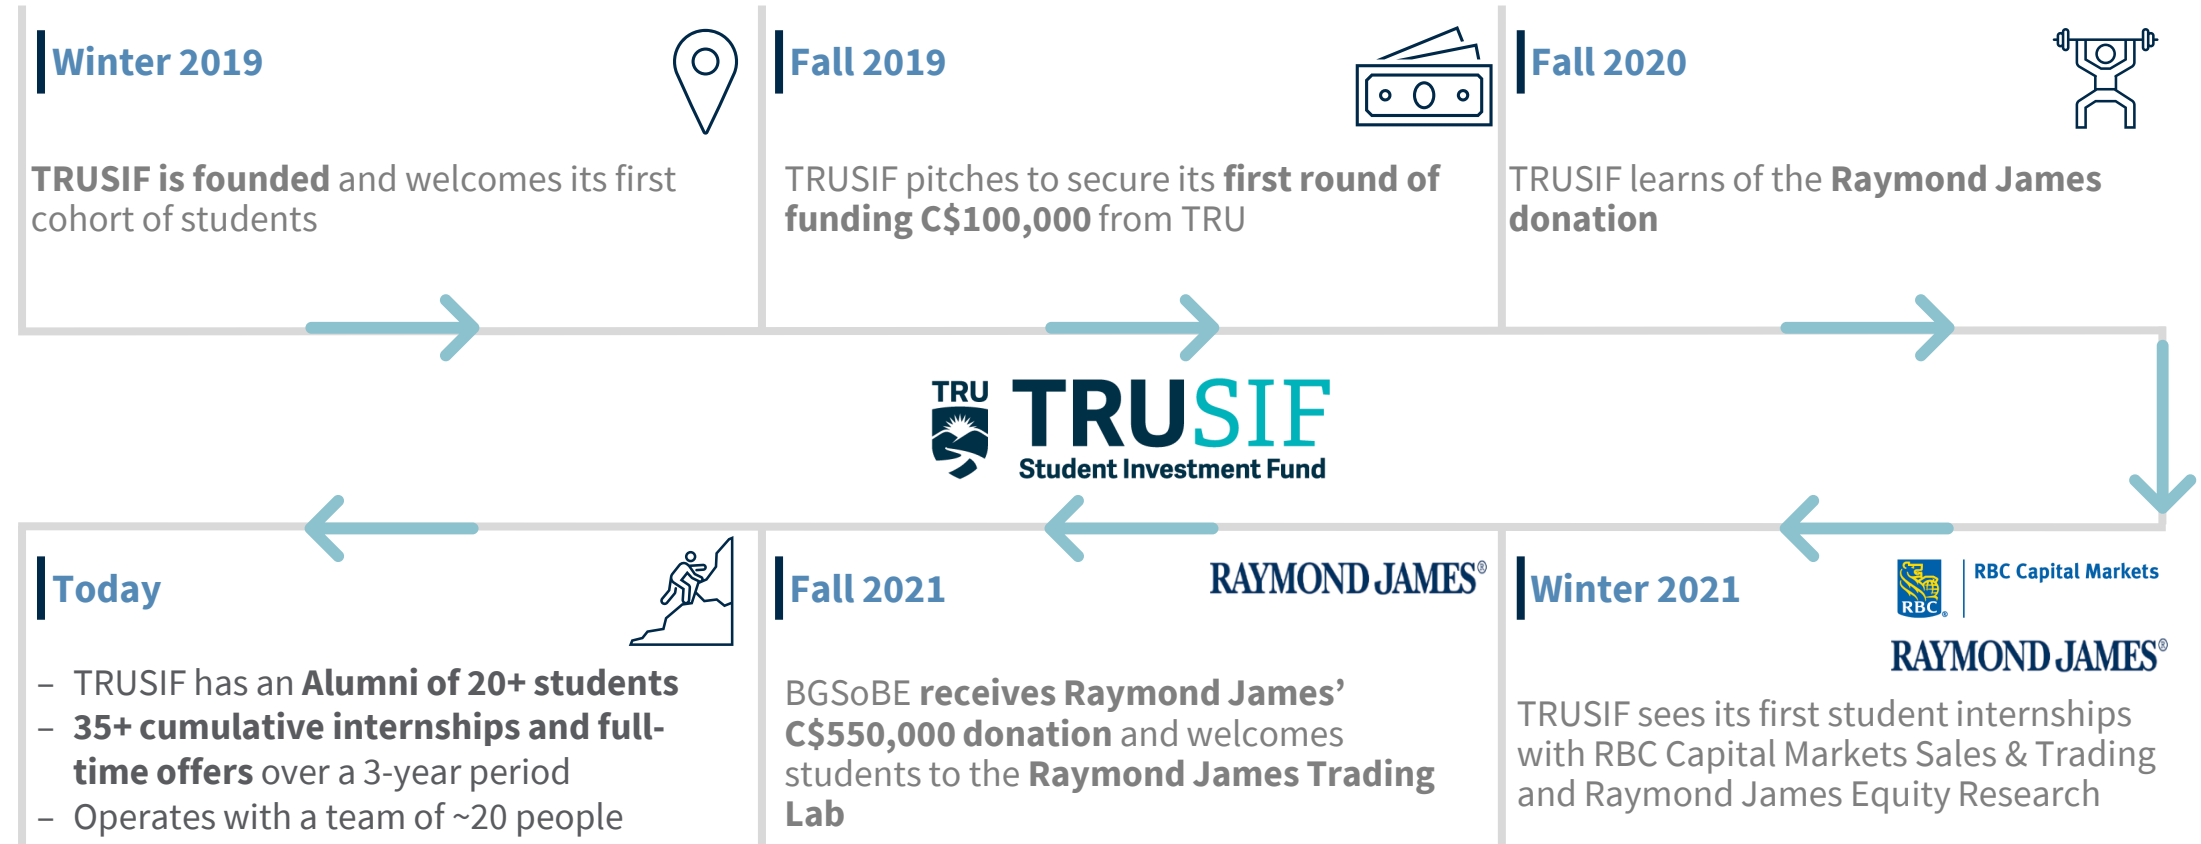 Winter 2019
TRUSIF is founded and welcomes its first
cohort of students
Fall 2019
TRUSIF pitches to secure its first round of
funding C$100,000 from TRU
Fall 2020
TRUSIF learns of the Raymond James
donation
TRU
TRUSIF
Student Investment Fund
Winter 2021
RBC
®
RBC Capital Markets
RAYMOND JAMES®
TRUSIF sees its first student internships
with RBC Capital Markets Sales & Trading
and Raymond James Equity Research
Fall 2021
RAYMOND JAMES®
BGSoBE receives Raymond James’
C$550,000 donation and welcomes
students to the Raymond James Trading
Lab
Today
– TRUSIF has an Alumni of 20+ students
– 35+ cumulative internships and full-
time offers over a 3-year period
– Operates with a team of ~20 people